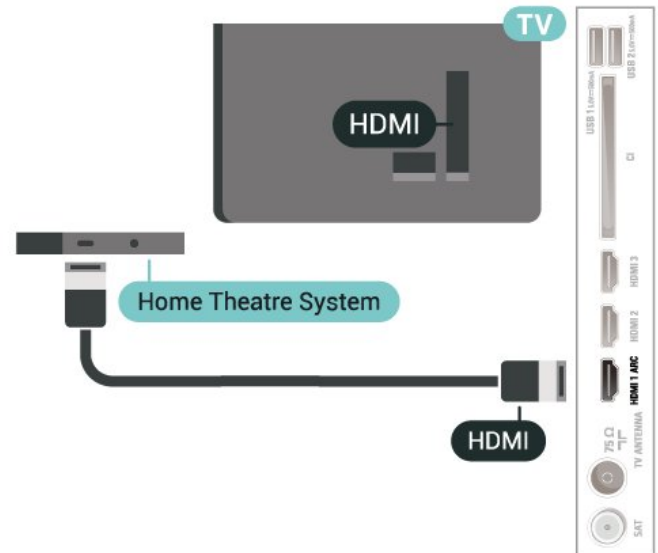 TV
HDMI
Home Theatre System
HDMI
USB 2
USB 1
CI
HDMI 3
HDMI 2
HDMI 1 ARC
75 Ω
TV ANTENNA
SAT